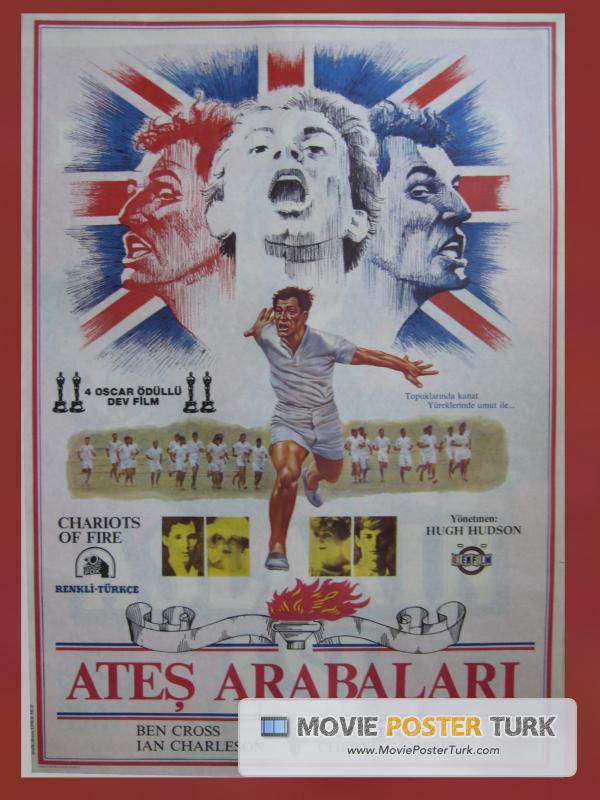 4 OSCAR ÖDÜLLÜ
DEV FİLM
Topuklarında kanat
Yüreklerinde umut ile...
CHARIOTS
OF FIRE
FOX
RENKLİ-TÜRKÇE
Yönetmen:
HUGH HUDSON
ATEŞ ARABALARI
BEN CROSS
IAN CHARLESON
MOVIE POSTER TURK
www.MoviePosterTurk.com